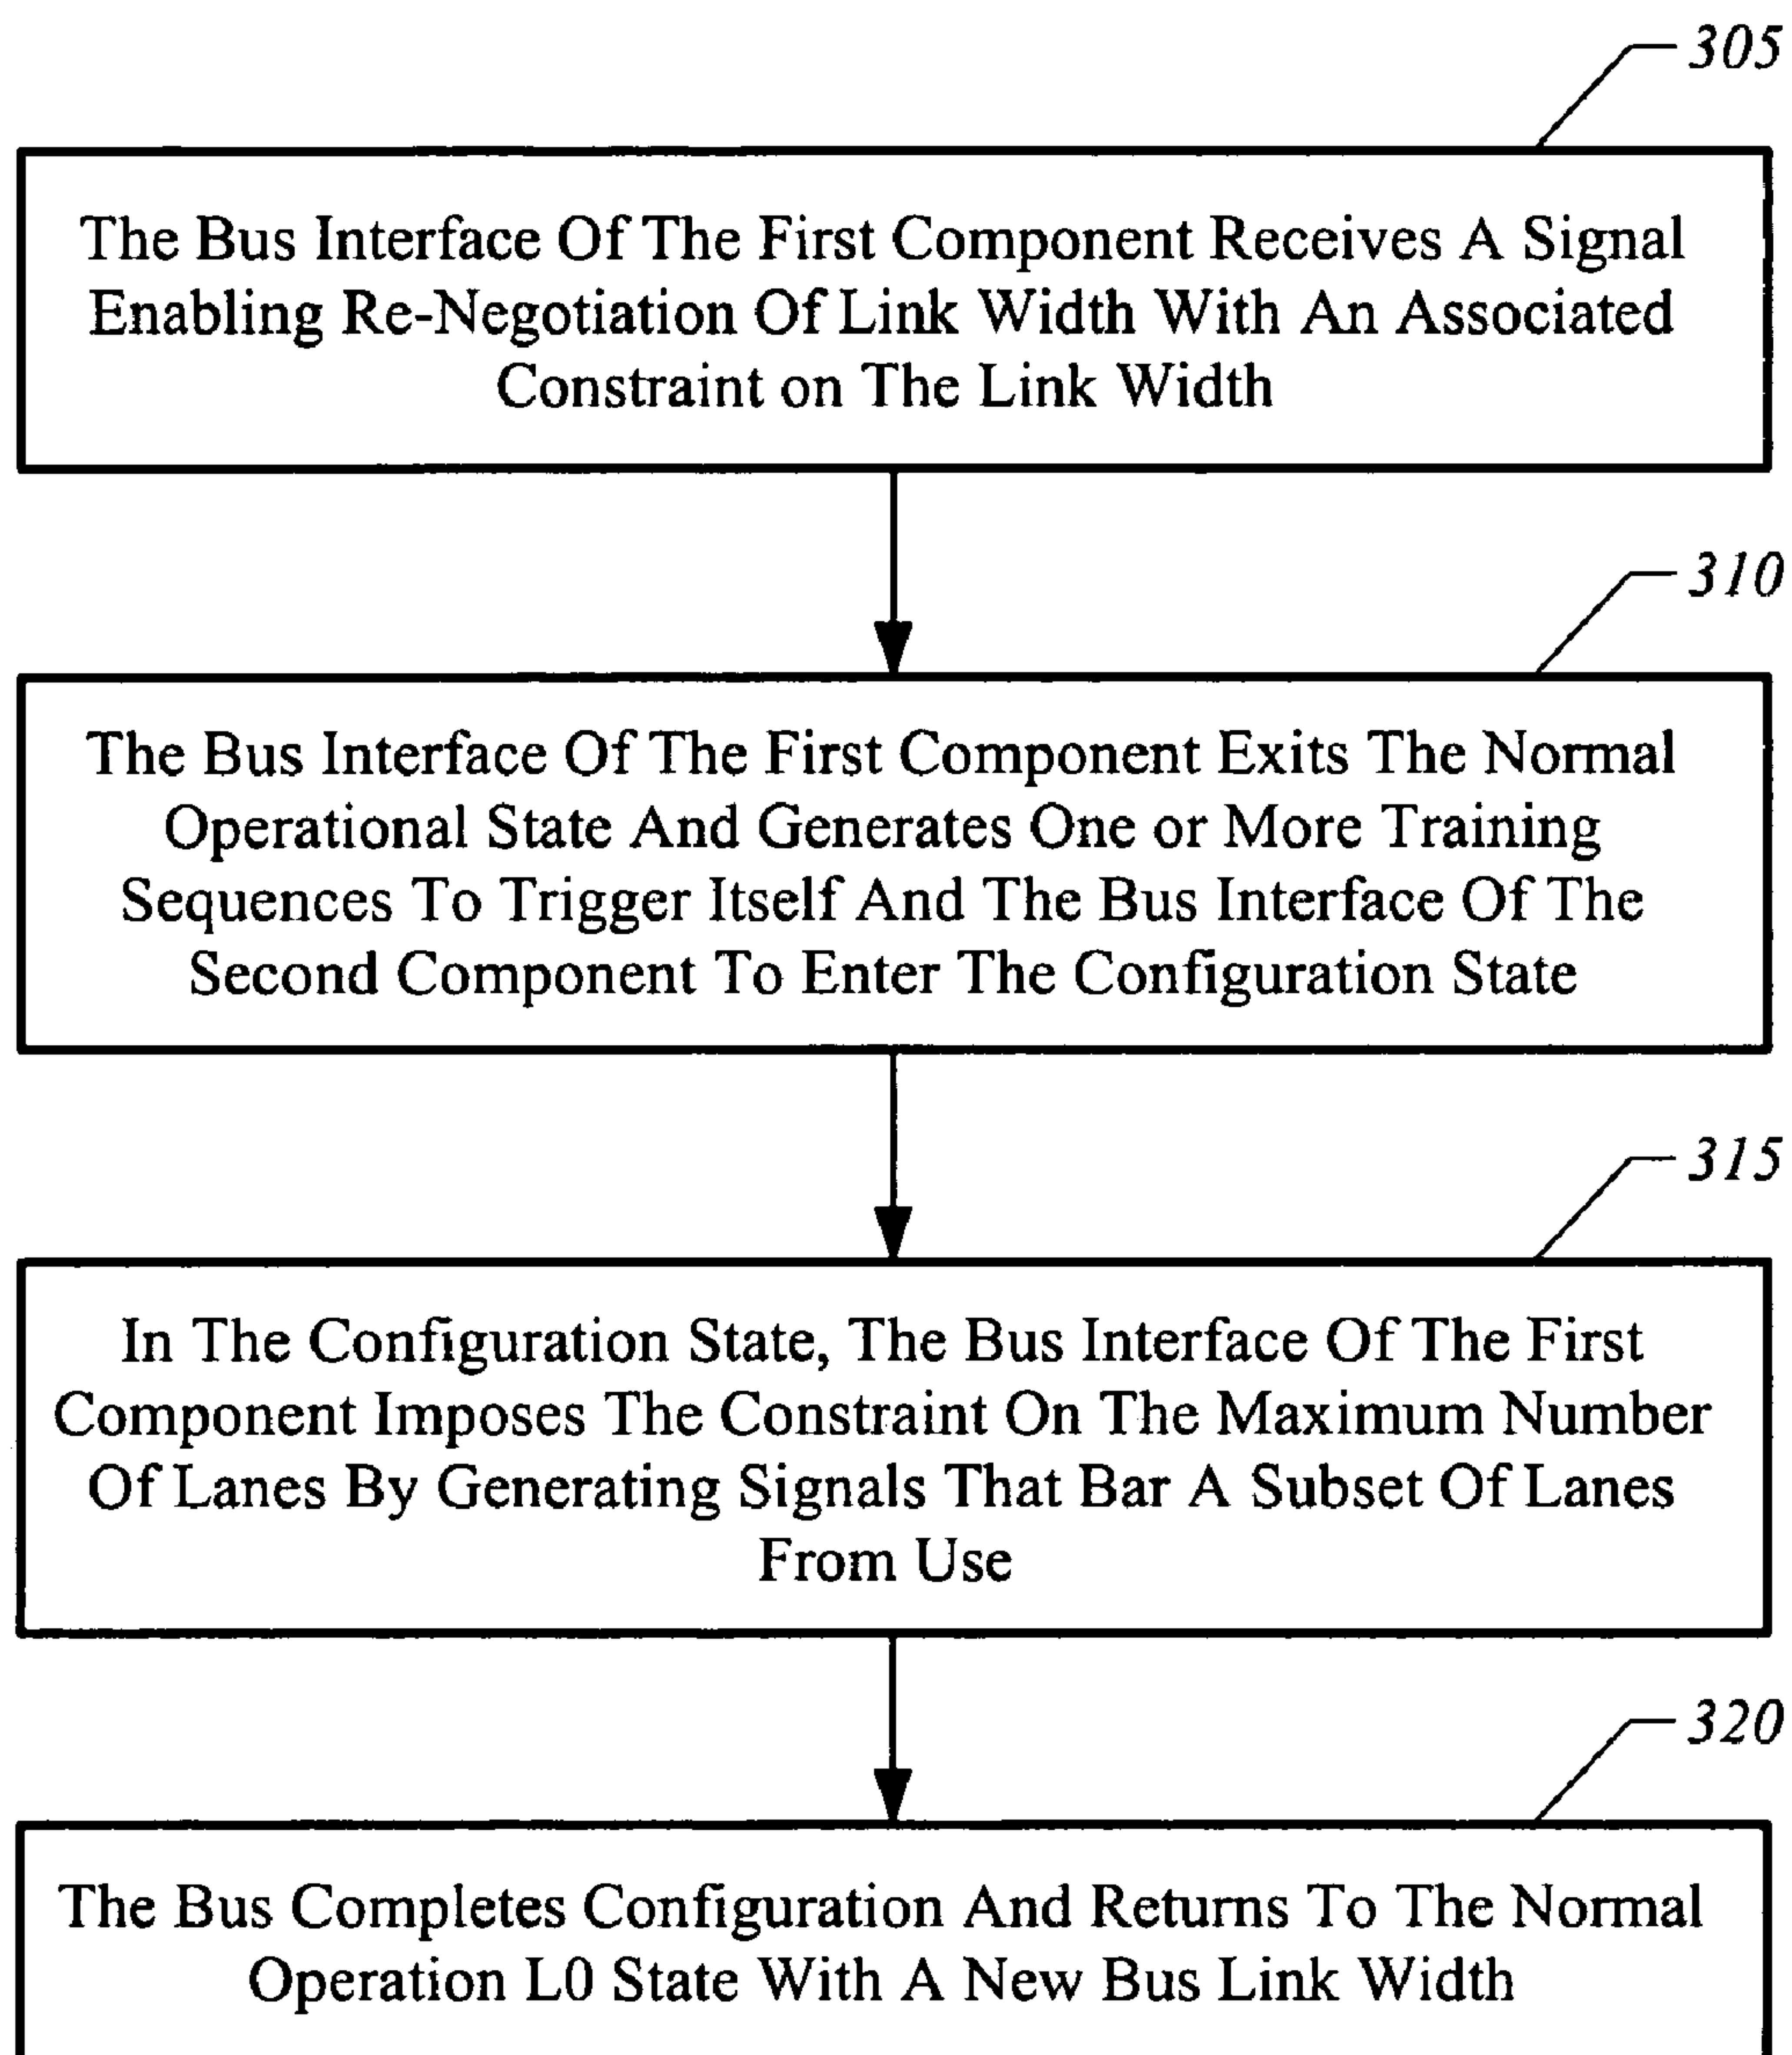 305
The Bus Interface Of The First Component Receives A Signal
Enabling Re-Negotiation Of Link Width With An Associated
Constraint on The Link Width
310
The Bus Interface Of The First Component Exits The Normal
Operational State And Generates One or More Training
Sequences To Trigger Itself And The Bus Interface Of The
Second Component To Enter The Configuration State
315
In The Configuration State, The Bus Interface Of The First
Component Imposes The Constraint On The Maximum Number
Of Lanes By Generating Signals That Bar A Subset Of Lanes
From Use
320
The Bus Completes Configuration And Returns To The Normal
Operation L0 State With A New Bus Link Width